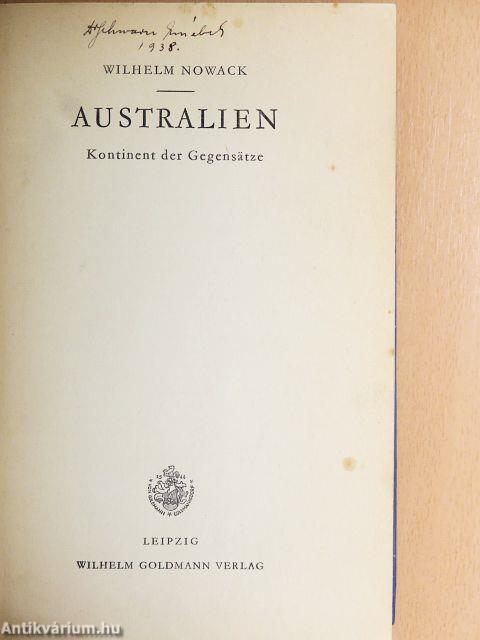 1938.
WILHELM NOWACK
AUSTRALIEN
Kontinent der Gegensätze
LEIPZIG
WILHELM GOLDMANN VERLAG
Antikvárium.hu